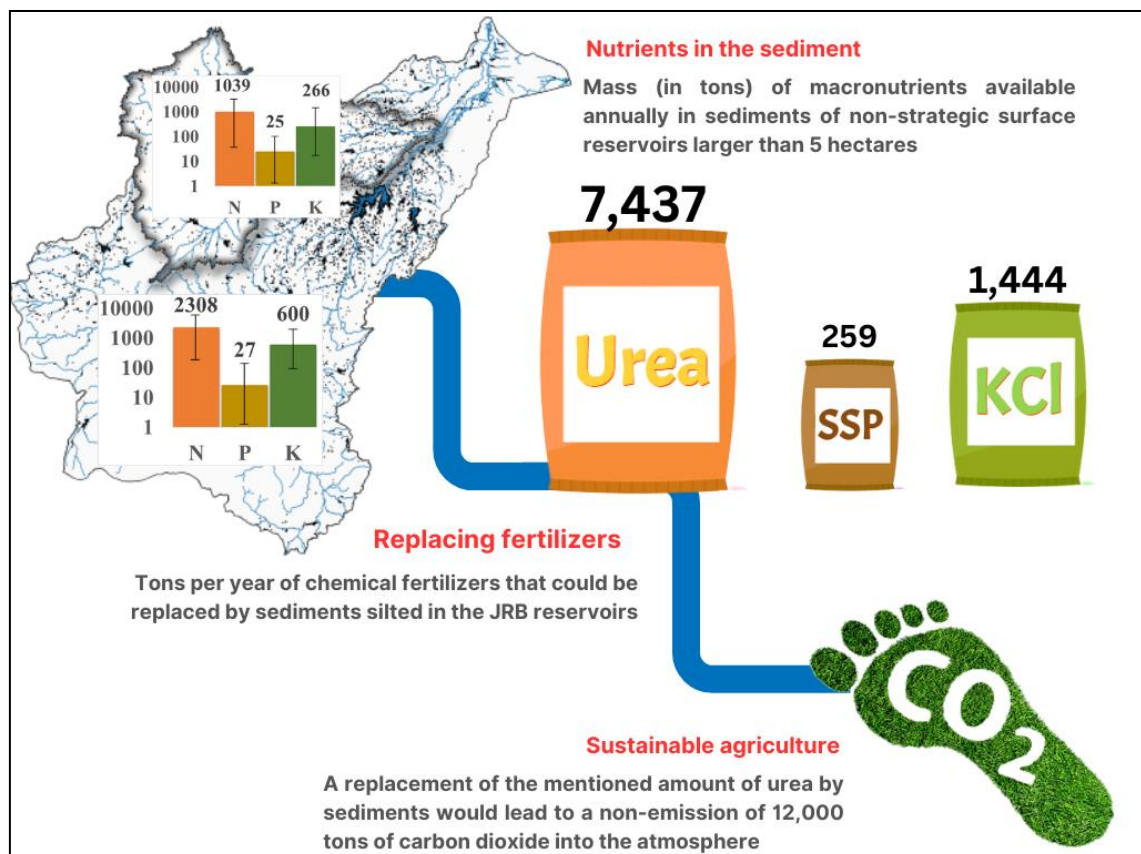 Nutrients in the sediment
Mass (in tons) of macronutrients available
annually in sediments of non-strategic surface
reservoirs larger than 5 hectares
10000
1000
100
10
1
1039
25
266
N P K
10000
1000
100
10
1
2308
27
600
N P K
7,437
Urea
259
SSP
1,444
KCl
Replacing fertilizers
Tons per year of chemical fertilizers that could be
replaced by sediments silted in the JRB reservoirs
CO2
Sustainable agriculture
A replacement of the mentioned amount of urea by
sediments would lead to a non-emission of 12,000
tons of carbon dioxide into the atmosphere